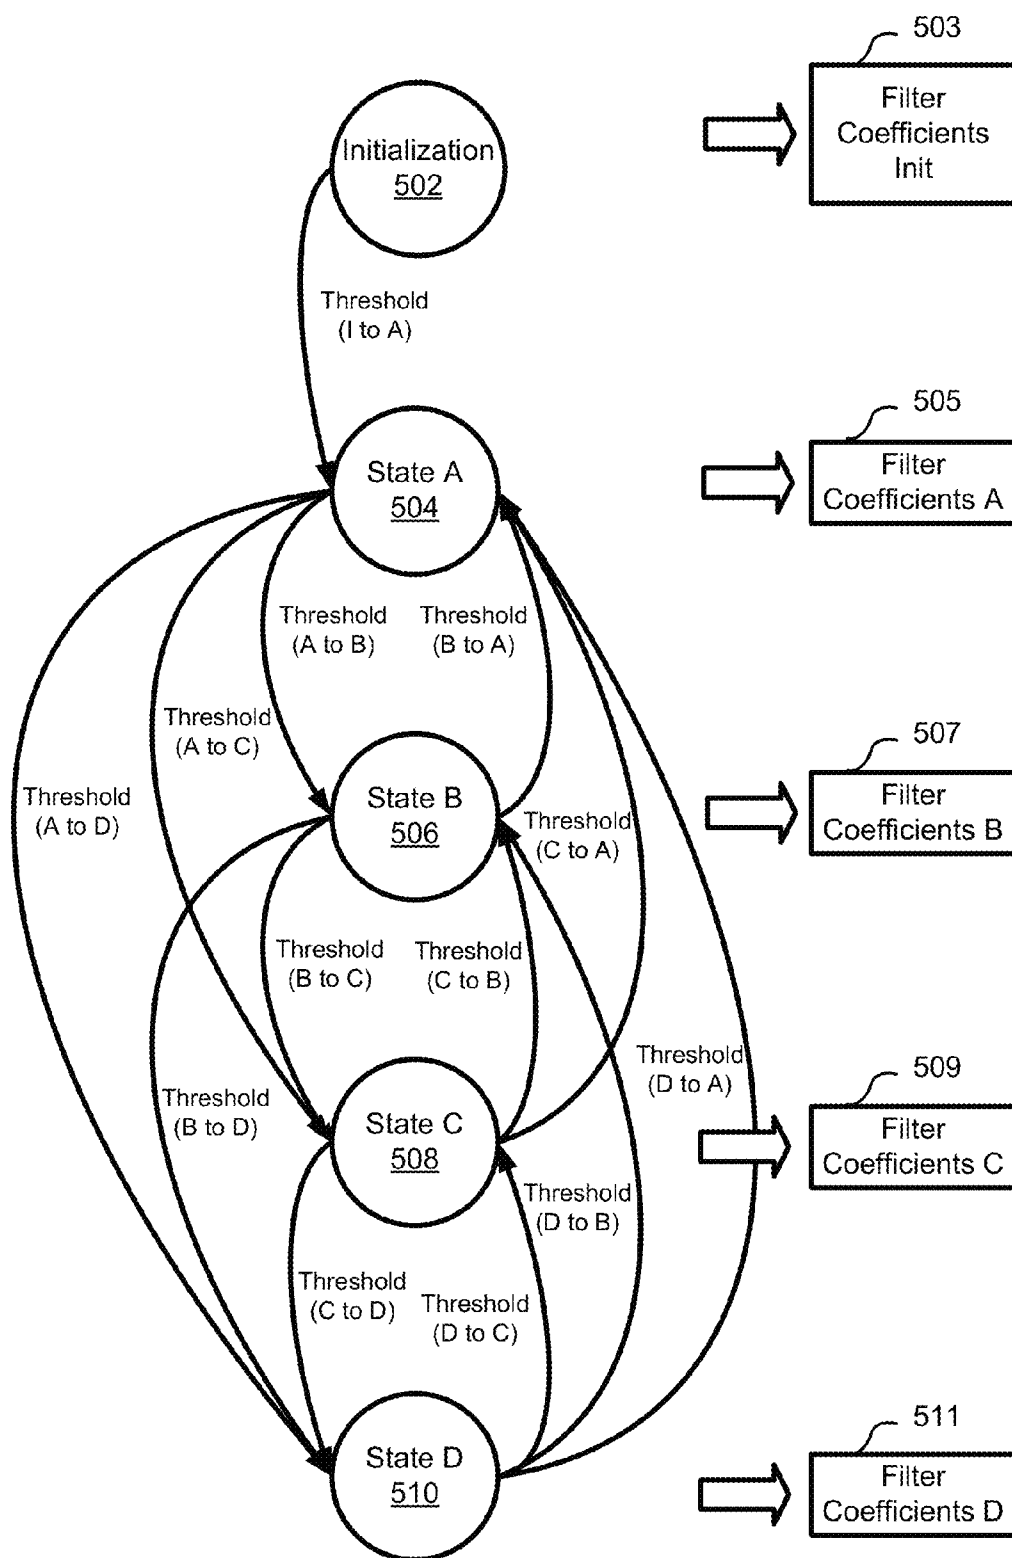 503
Filter
Coefficients
Init
Initialization
502
Threshold
(I to A)
505
Filter
Coefficients A
State A
504
Threshold
(A to B)
Threshold
(B to A)
Threshold
(A to C)
507
Filter
Coefficients B
Threshold
(A to D)
State B
506
Threshold
(C to A)
Threshold
(B to C)
Threshold
(C to B)
Threshold
(D to A)
509
Filter
Coefficients C
Threshold
(B to D)
State C
508
Threshold
(D to B)
Threshold
(C to D)
Threshold
(D to C)
511
Filter
Coefficients D
State D
510